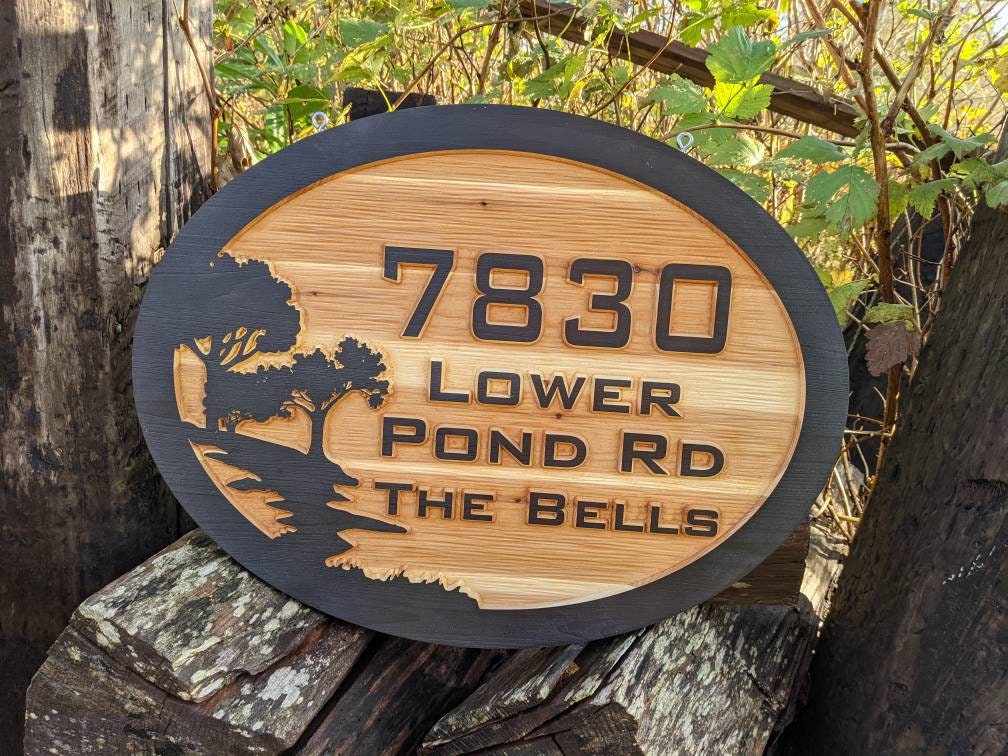 7830
Lower
Pond Rd
The Bells